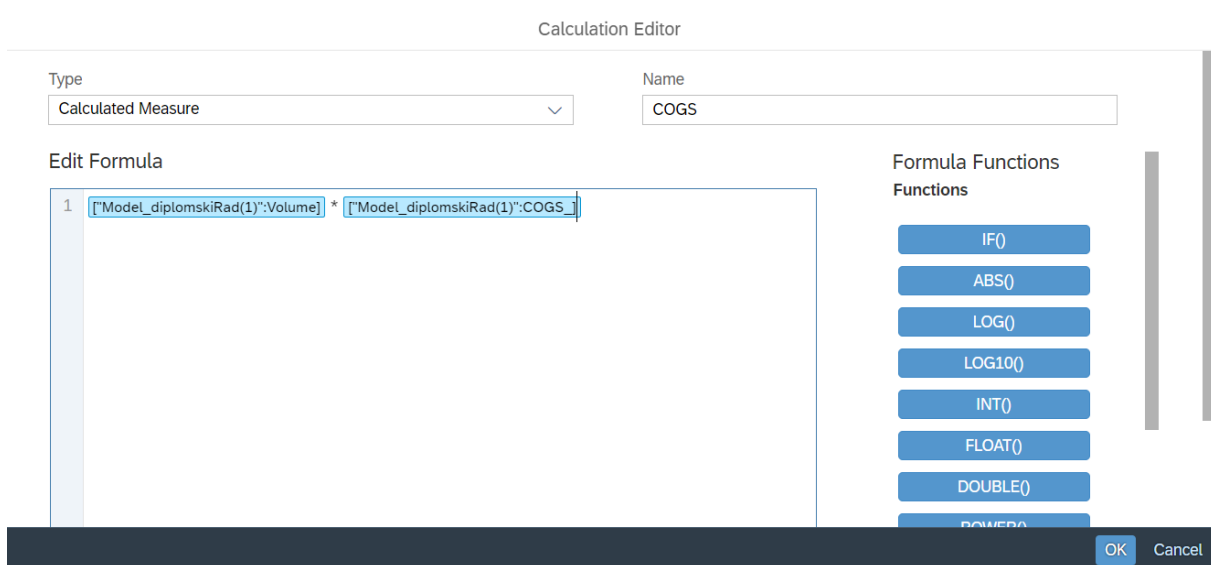 Calculation Editor
Type
Name
Calculated Measure
COGS
Edit Formula
Formula Functions
Functions
1 ["Model_diplomskiRad(1)":Volume] * ["Model_diplomskiRad(1)":COGS_]
IF()
ABS()
LOG()
LOG10()
INT()
FLOAT()
DOUBLE()
POWER()
OK Cancel